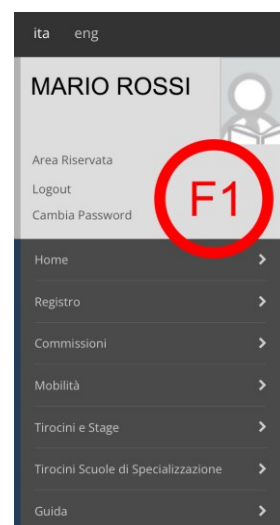 ita eng
MARIO ROSSI
Area Riservata
Logout
Cambia Password
F1
Home
Registro
Commissioni
Mobilità
Tirocini e Stage
Tirocini Scuole di Specializzazione
Guida